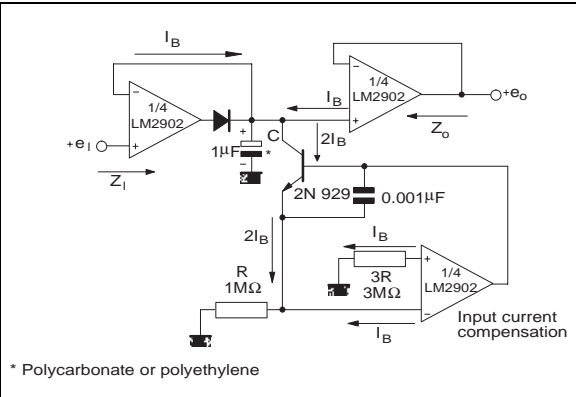 I_B
−
1/4
LM2902
+
+e_I
Z_I
+
1μF
*
−
C
I_B
2I_B
−
1/4
LM2902
+
+e_o
Z_o
2N 929
0.001μF
2I_B
R
1MΩ
I_B
3R
3MΩ
+
1/4
LM2902
−
I_B
Input current
compensation
* Polycarbonate or polyethylene